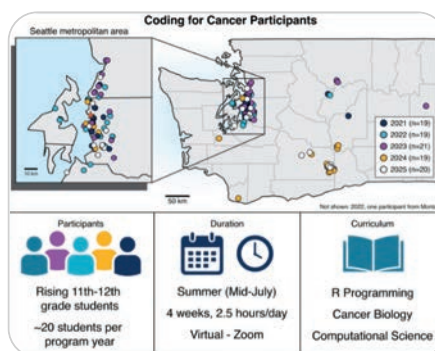 Coding for Cancer Participants
Seattle metropolitan area
2021 (n=19)
2022 (n=19)
2023 (n=21)
2024 (n=19)
2025 (n=20)
10 km
50 km
Not shown: 2022, one participant from
Participants
Rising 11th-12th
grade students
~20 students per
program year
Duration
Summer (Mid-July)
4 weeks, 2.5 hours/day
Virtual - Zoom
Curriculum
R Programming
Cancer Biology
Computational Science